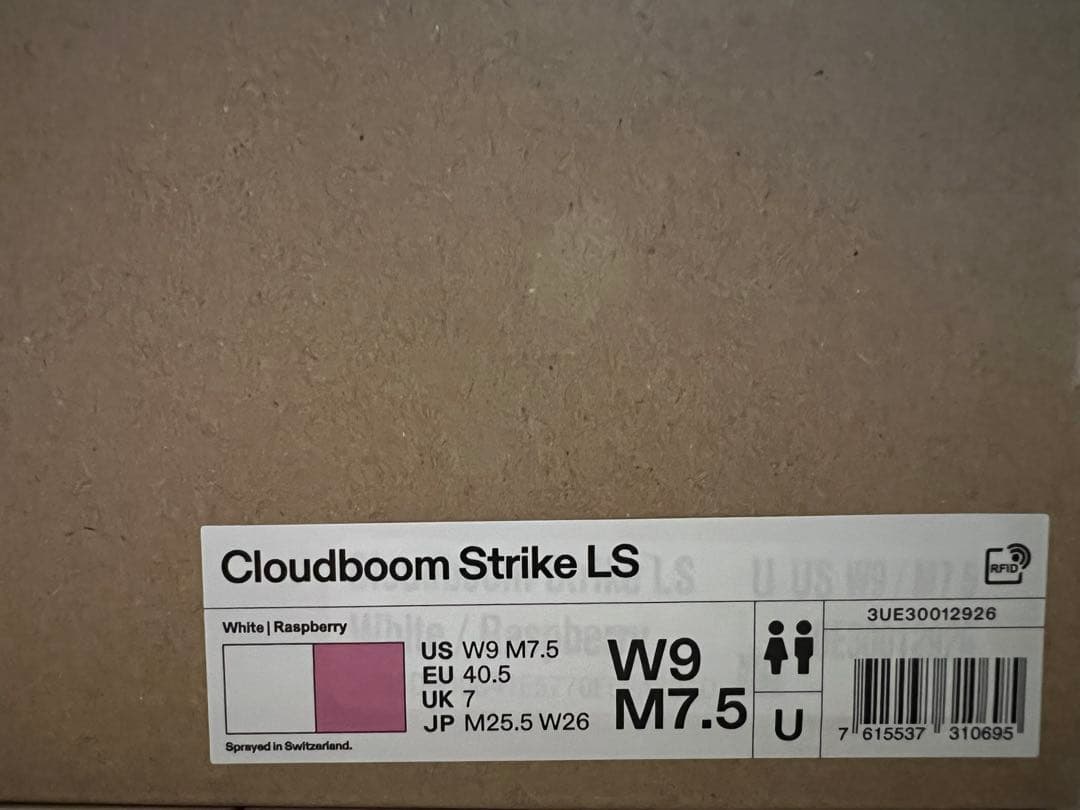 Cloudboom Strike LS
RFID
White | Raspberry
US W9 M7.5
EU 40.5
UK 7
JP M25.5 W26
Sprayed in Switzerland.
W9
M7.5
U
3UE30012926
7 615537 310695